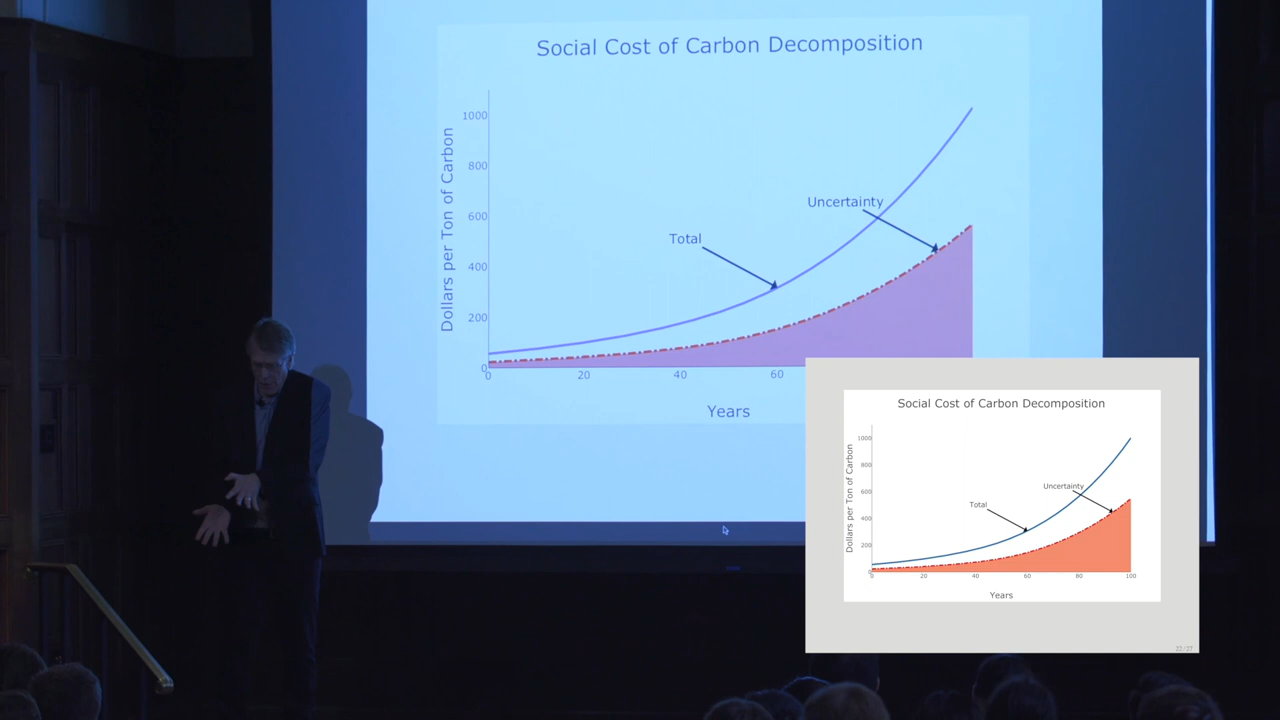 Social Cost of Carbon Decomposition
Dollars per Ton of Carbon
1000
800
600
400
200
0
Uncertainty
Total
0
20
40
60
Years
Social Cost of Carbon Decomposition
Dollars per Ton of Carbon
1000
800
600
400
200
0
Uncertainty
Total
0
20
40
60
80
100
Years